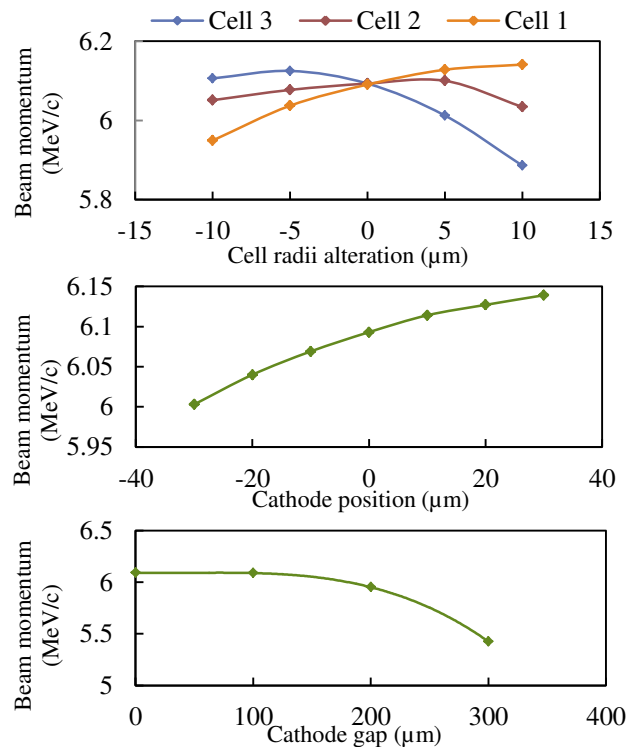 Cell 3 Cell 2 Cell 1
6.2
6
5.8
Beam momentum
(MeV/c)
-15 -10 -5 0 5 10 15
Cell radii alteration (µm)
6.15
6.1
6.05
6
5.95
Beam momentum
(MeV/c)
-40 -20 0 20 40
Cathode position (µm)
6.5
6
5.5
5
Beam momentum
(MeV/c)
0 100 200 300 400
Cathode gap (µm)